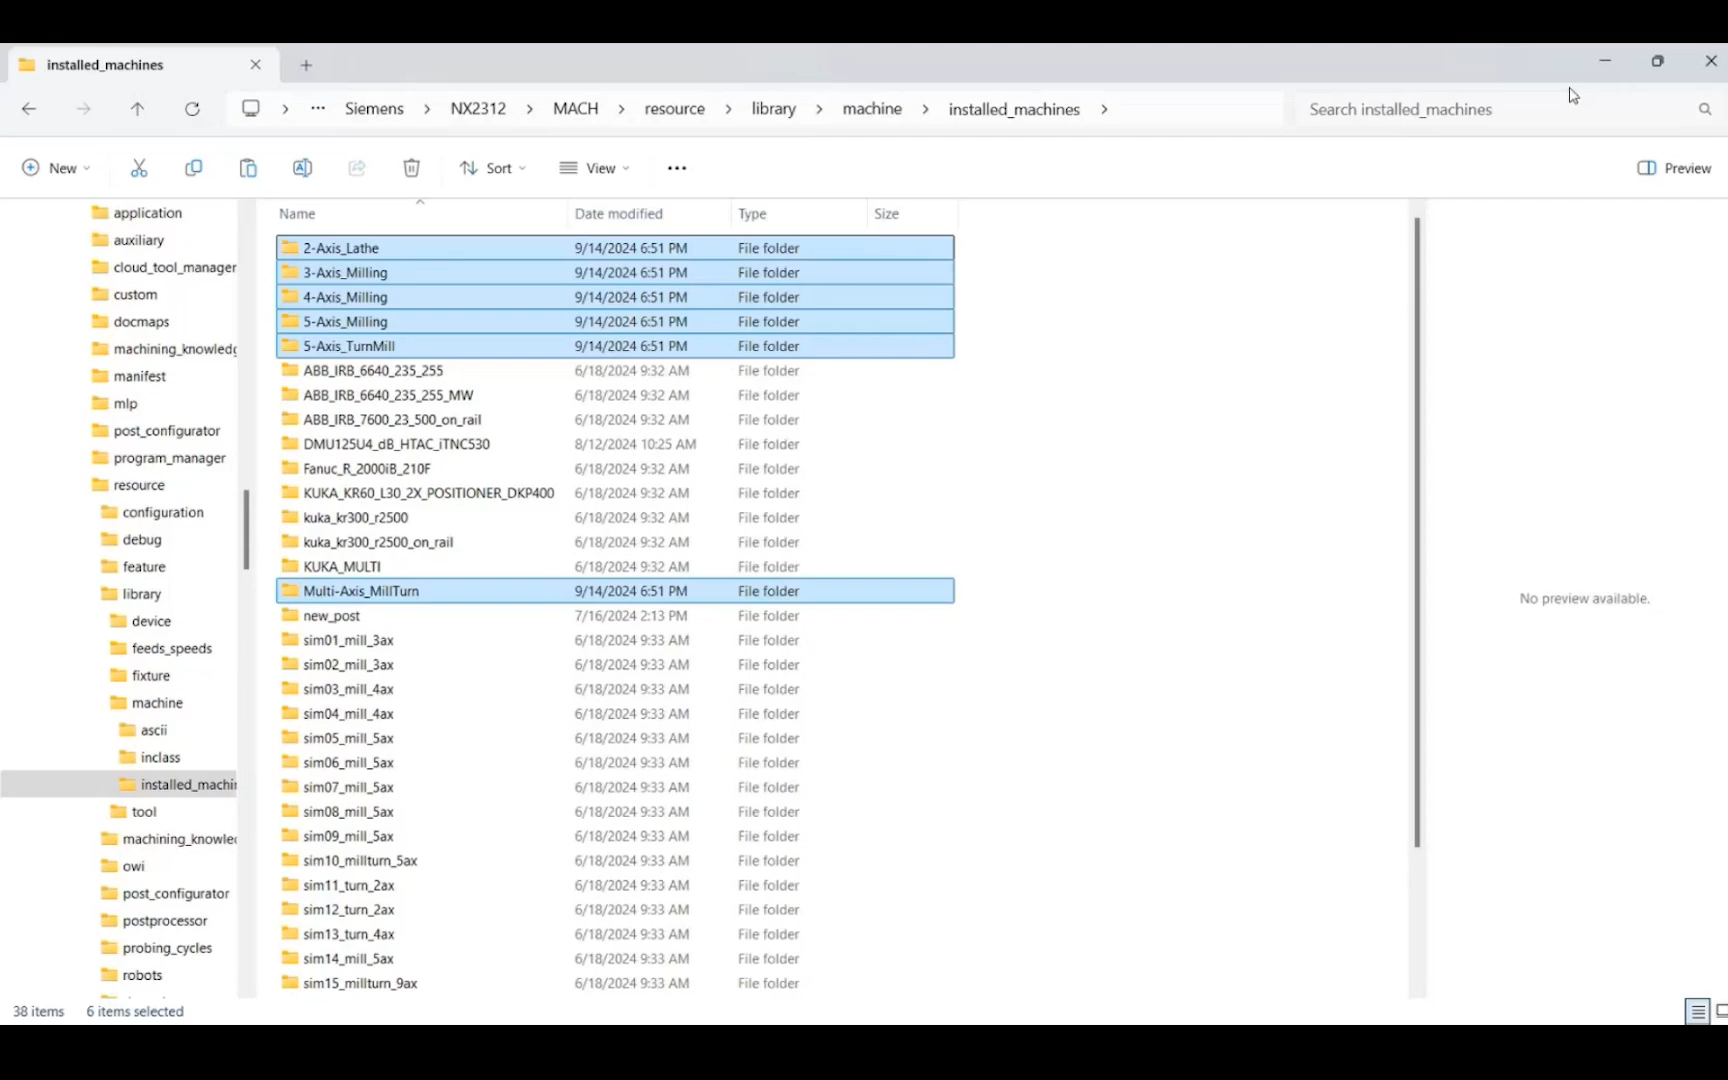 installed_machines
Siemens > NX2312 > MACH > resource > library > machine > installed_machines >
Search installed_machines
New
Sort
View
Preview
application
auxiliary
cloud_tool_manager
custom
docmaps
machining_knowledg
manifest
mlp
post_configurator
program_manager
resource
configuration
debug
feature
library
device
feeds_speeds
fixture
machine
ascii
inclass
installed_machin
tool
machining_knowled
owi
post_configurator
postprocessor
probing_cycles
robots
Name Date modified Type Size
2-Axis_Lathe 9/14/2024 6:51 PM File folder
3-Axis_Milling 9/14/2024 6:51 PM File folder
4-Axis_Milling 9/14/2024 6:51 PM File folder
5-Axis_Milling 9/14/2024 6:51 PM File folder
5-Axis_TurnMill 9/14/2024 6:51 PM File folder
ABB_IRB_6640_235_255 6/18/2024 9:32 AM File folder
ABB_IRB_6640_235_255_MW 6/18/2024 9:32 AM File folder
ABB_IRB_7600_23_500_on_rail 6/18/2024 9:32 AM File folder
DMU125U4_dB_HTAC_iTNC530 8/12/2024 10:25 AM File folder
Fanuc_R_2000iB_210F 6/18/2024 9:32 AM File folder
KUKA_KR60_L30_2X_POSITIONER_DKP400 6/18/2024 9:32 AM File folder
kuka_kr300_r2500 6/18/2024 9:32 AM File folder
kuka_kr300_r2500_on_rail 6/18/2024 9:32 AM File folder
KUKA_MULTI 6/18/2024 9:32 AM File folder
Multi-Axis_MillTurn 9/14/2024 6:51 PM File folder
new_post 7/16/2024 2:13 PM File folder
sim01_mill_3ax 6/18/2024 9:33 AM File folder
sim02_mill_3ax 6/18/2024 9:33 AM File folder
sim03_mill_4ax 6/18/2024 9:33 AM File folder
sim04_mill_4ax 6/18/2024 9:33 AM File folder
sim05_mill_5ax 6/18/2024 9:33 AM File folder
sim06_mill_5ax 6/18/2024 9:33 AM File folder
sim07_mill_5ax 6/18/2024 9:33 AM File folder
sim08_mill_5ax 6/18/2024 9:33 AM File folder
sim09_mill_5ax 6/18/2024 9:33 AM File folder
sim10_millturn_5ax 6/18/2024 9:33 AM File folder
sim11_turn_2ax 6/18/2024 9:33 AM File folder
sim12_turn_2ax 6/18/2024 9:33 AM File folder
sim13_turn_4ax 6/18/2024 9:33 AM File folder
sim14_mill_5ax 6/18/2024 9:33 AM File folder
sim15_millturn_9ax 6/18/2024 9:33 AM File folder
No preview available.
38 items 6 items selected